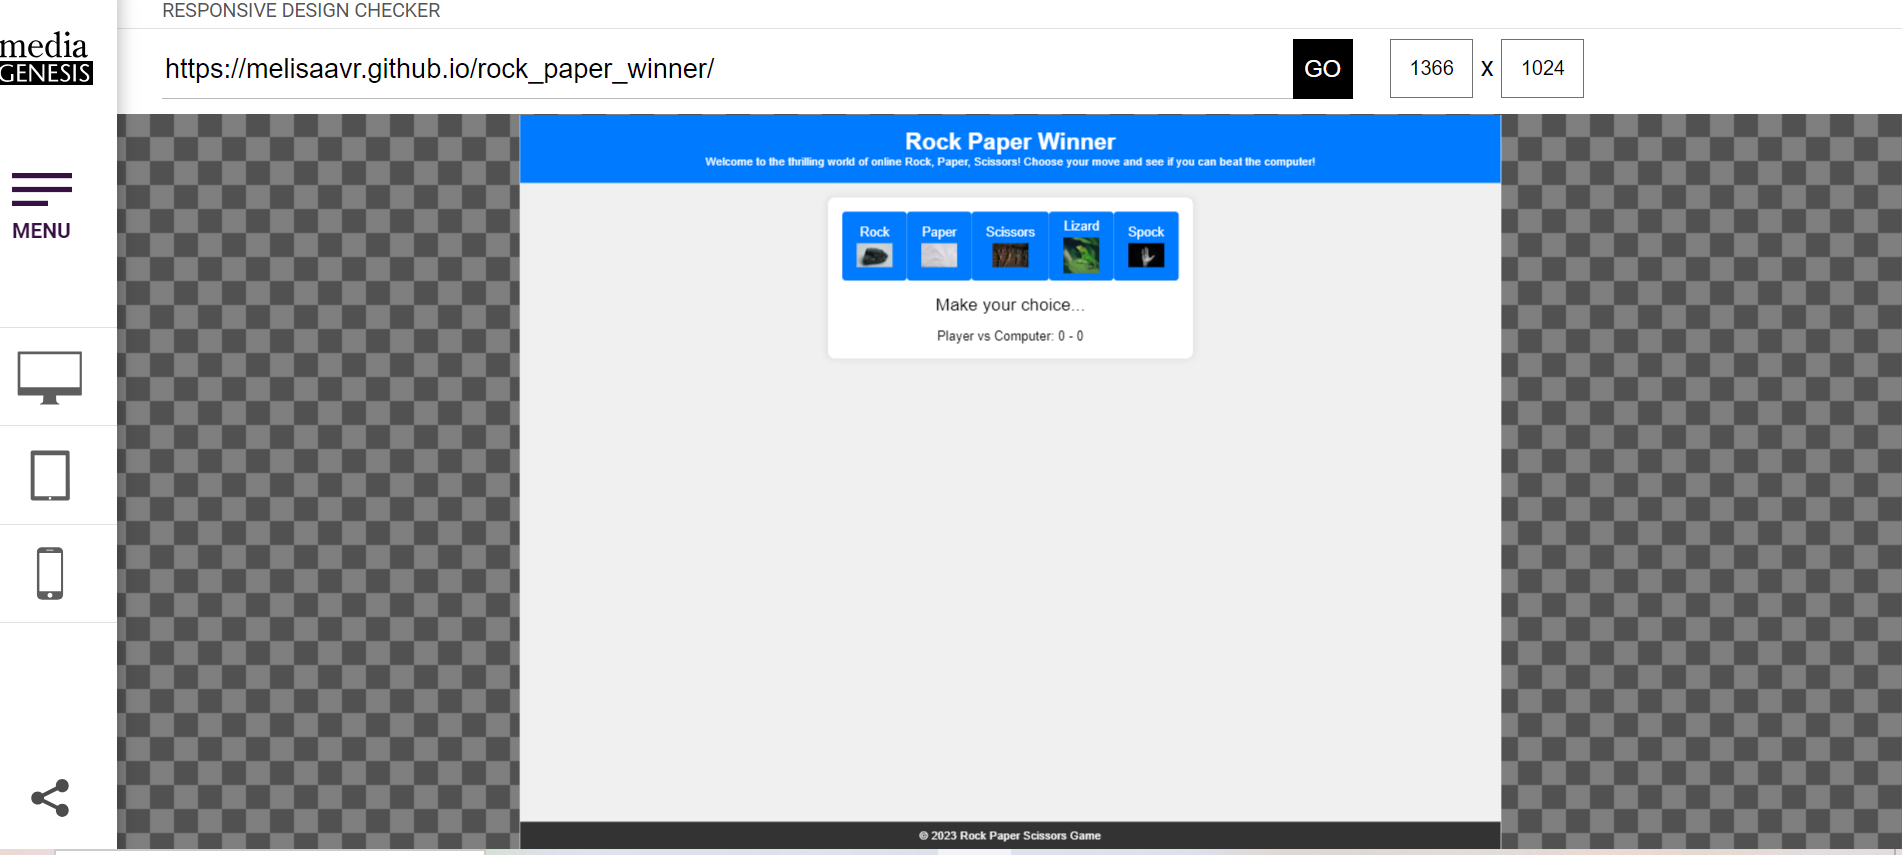 RESPONSIVE DESIGN CHECKER
media
GENESIS
https://melisaavr.github.io/rock_paper_winner/
GO
1366 x 1024
MENU
Rock Paper Winner
Welcome to the thrilling world of online Rock, Paper, Scissors! Choose your move and see if you can beat the computer!
Rock Paper Scissors Lizard Spock
Make your choice...
Player vs Computer: 0 - 0
© 2023 Rock Paper Scissors Game